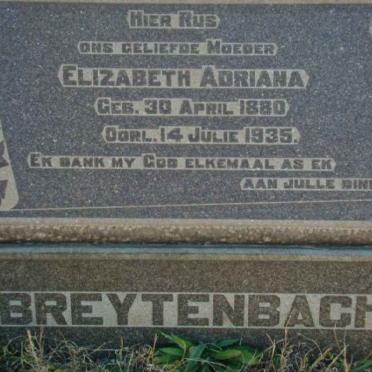 Hier Rus
ons geliefde Moeder
Elizabeth Adriana
Geb. 30 April 1880
Oorl. 14 Julie 1935.
Ek dank my God elkemaal as ek
aan julle dink
BREYTENBACH